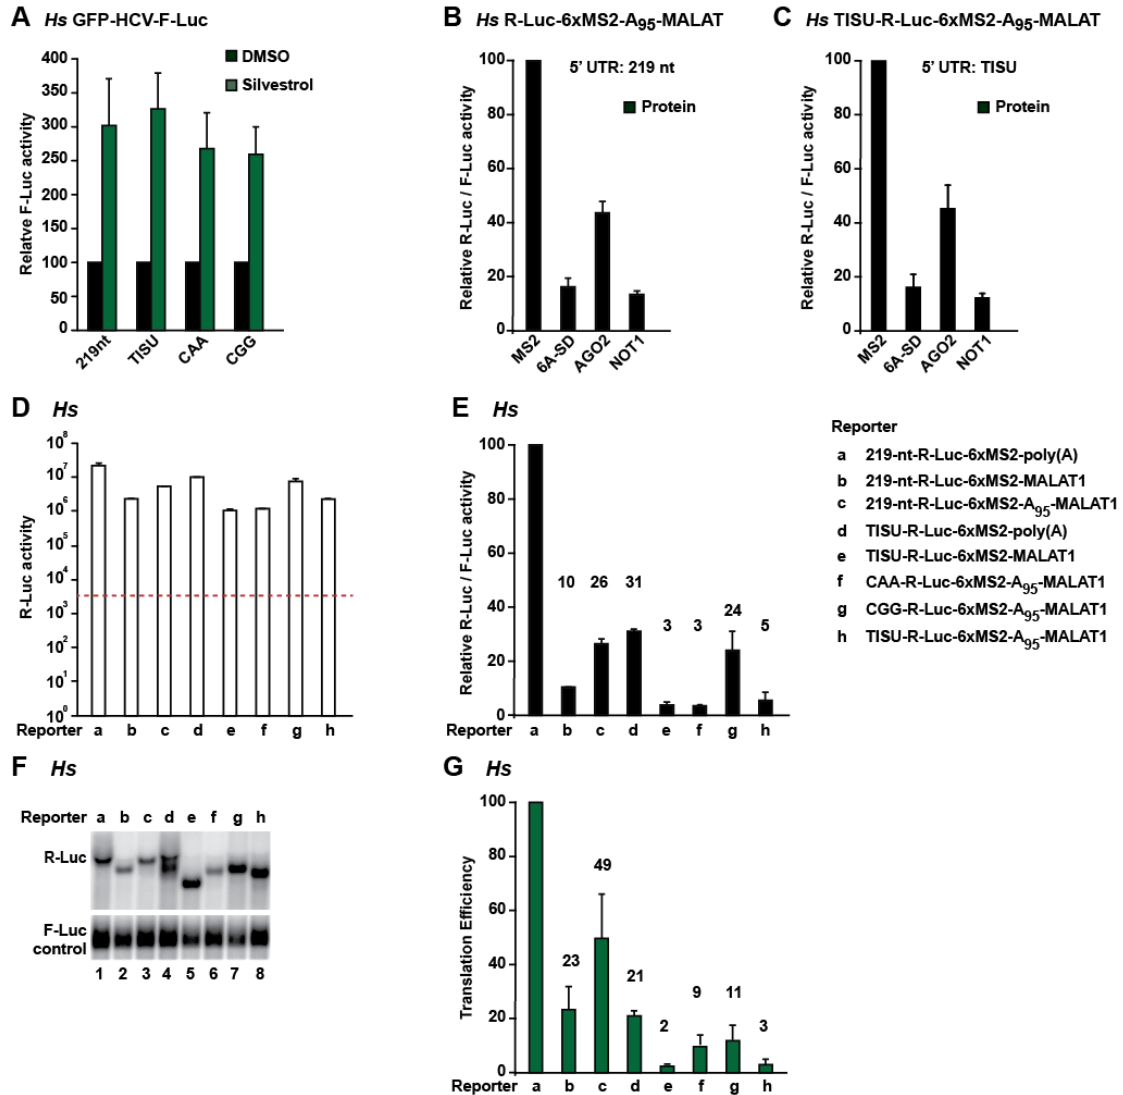 A Hs GFP-HCV-F-Luc
DMSO
Silvestrol
Relatve F-Luc activity
400
350
300
250
200
150
100
50
0
219nt TISU CAA CGG
B Hs R-Luc-6xMS2-A95-MALAT
5' UTR: 219 nt
Protein
Relative R-Luc / F-Luc activity
100
80
60
40
20
0
MS2 6A-SD AGO2 NOT1
C Hs TISU-R-Luc-6xMS2-A95-MALAT
5' UTR: TISU
Protein
Relative R-Luc / F-Luc activity
100
80
60
40
20
0
MS2 6A-SD AGO2 NOT1
D Hs
R-Luc activity
10^8
10^7
10^6
10^5
10^4
10^3
10^2
10^1
10^0
Reporter a b c d e f g h
E Hs
Relative R-Luc / F-Luc activity
100
80
60
40
20
0
10 26 31 3 3 24 5
Reporter a b c d e f g h
Reporter
a 219-nt-R-Luc-6xMS2-poly(A)
b 219-nt-R-Luc-6xMS2-MALAT1
c 219-nt-R-Luc-6xMS2-A95-MALAT1
d TISU-R-Luc-6xMS2-poly(A)
e TISU-R-Luc-6xMS2-MALAT1
f CAA-R-Luc-6xMS2-A95-MALAT1
g CGG-R-Luc-6xMS2-A95-MALAT1
h TISU-R-Luc-6xMS2-A95-MALAT1
F Hs
Reporter a b c d e f g h
R-Luc
F-Luc
control
1 2 3 4 5 6 7 8
G Hs
Translation Efficiency
100
80
60
40
20
0
23 49 21 2 9 11 3
Reporter a b c d e f g h